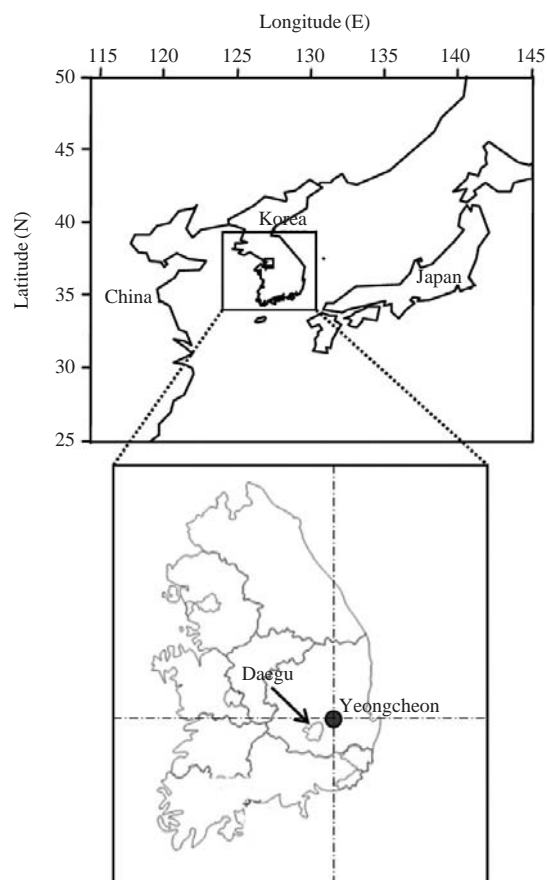 Longitude (E)
115 120 125 130 135 140 145
50
45
40
35
30
25
Latitude (N)
Korea
Japan
China
Daegu
Yeongcheon